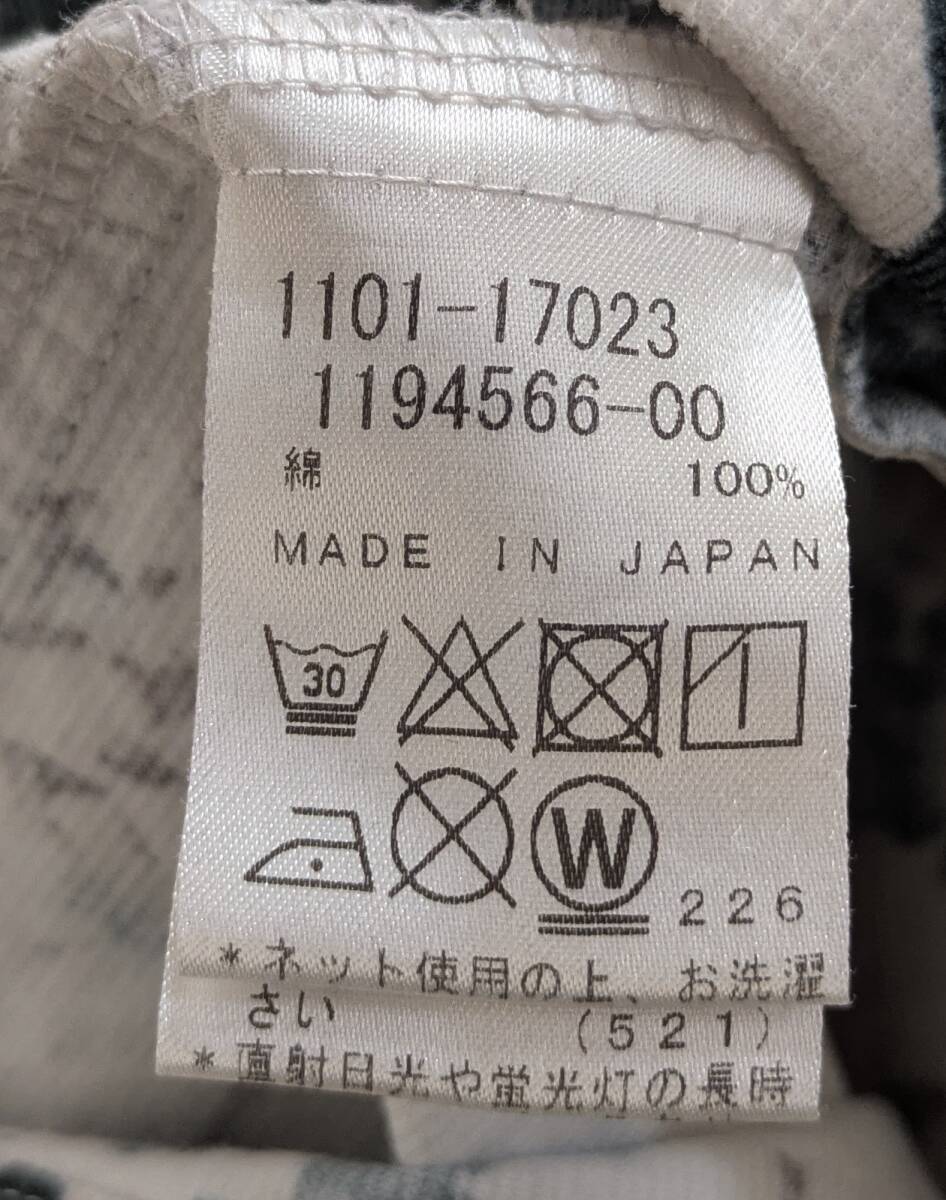 1101-17023
1194566-00
綿 100%
MADE IN JAPAN
30
W 226
*ネット使用の上、お洗濯
さい
(521)
*直射日光や蛍光灯の長時